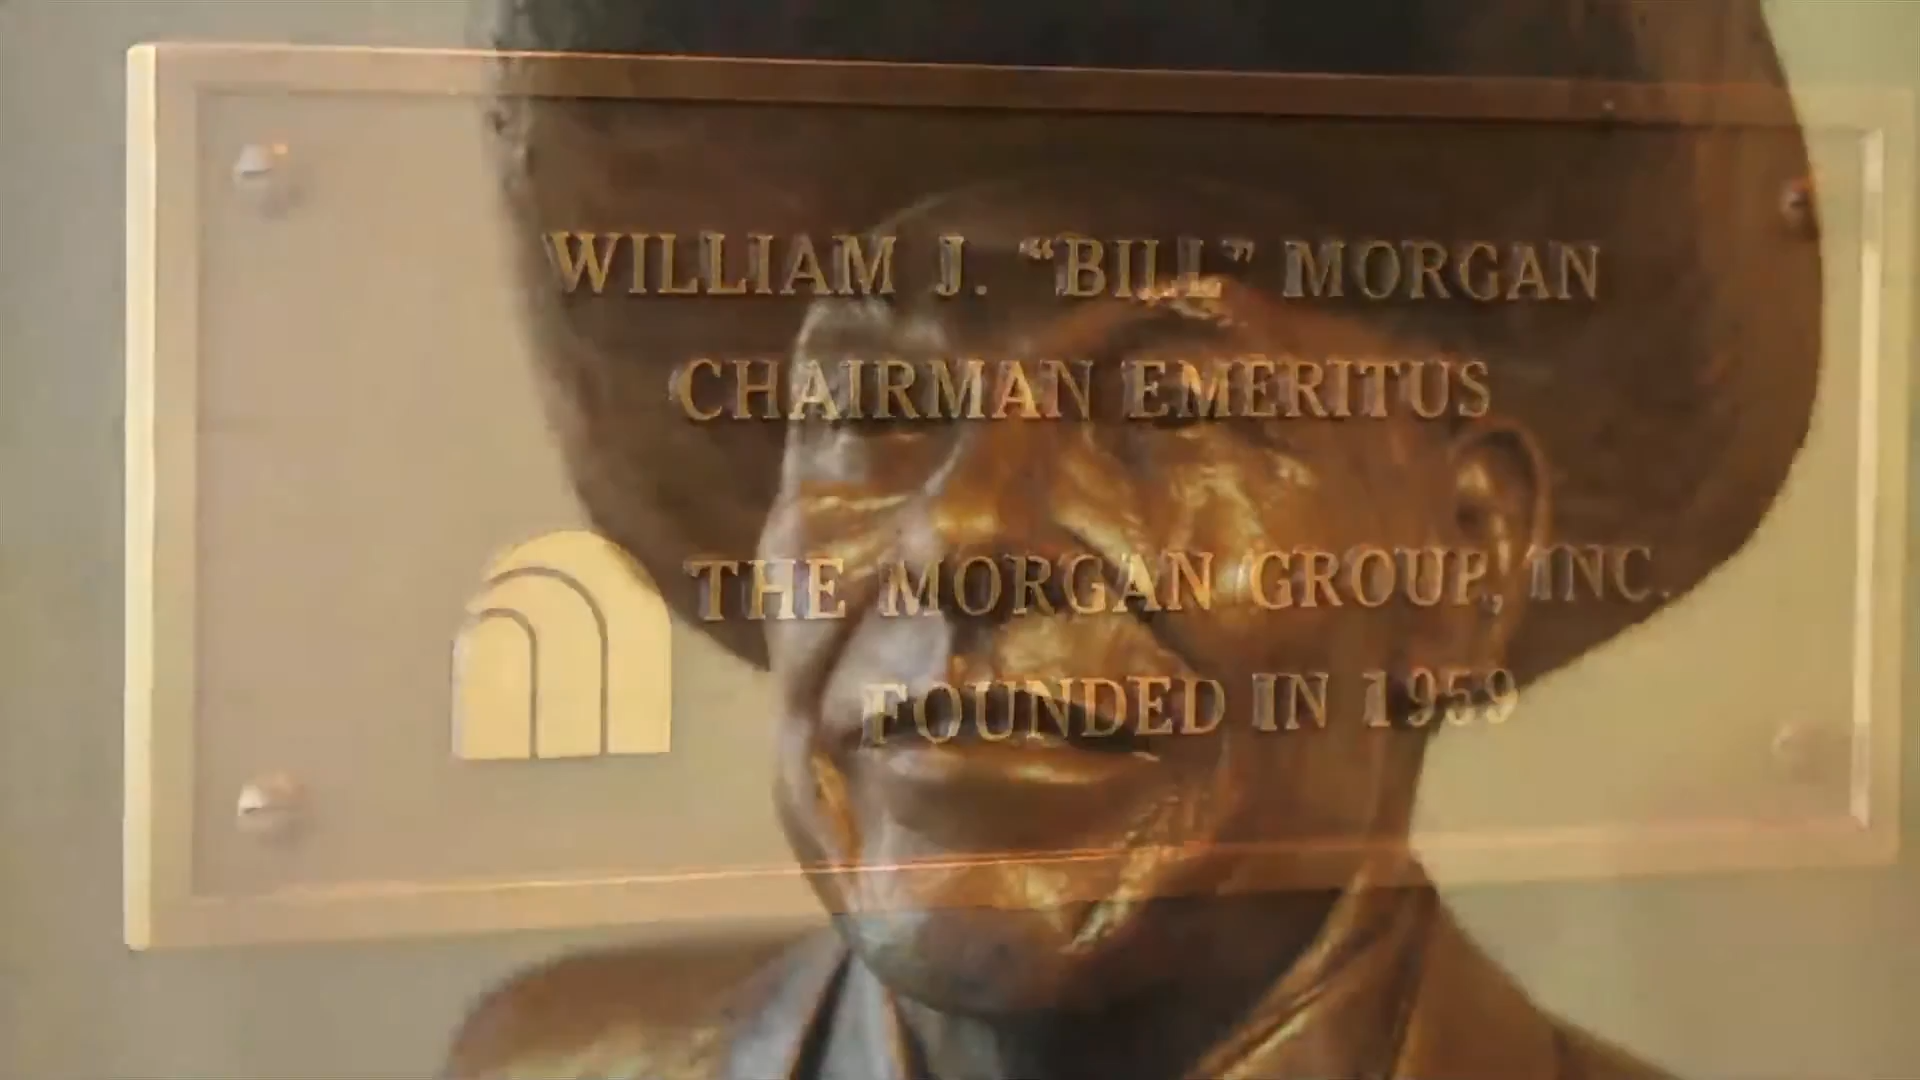 WILLIAM J. “BILL” MORGAN
CHAIRMAN EMERITUS
THE MORGAN GROUP, INC.
FOUNDED IN 1959